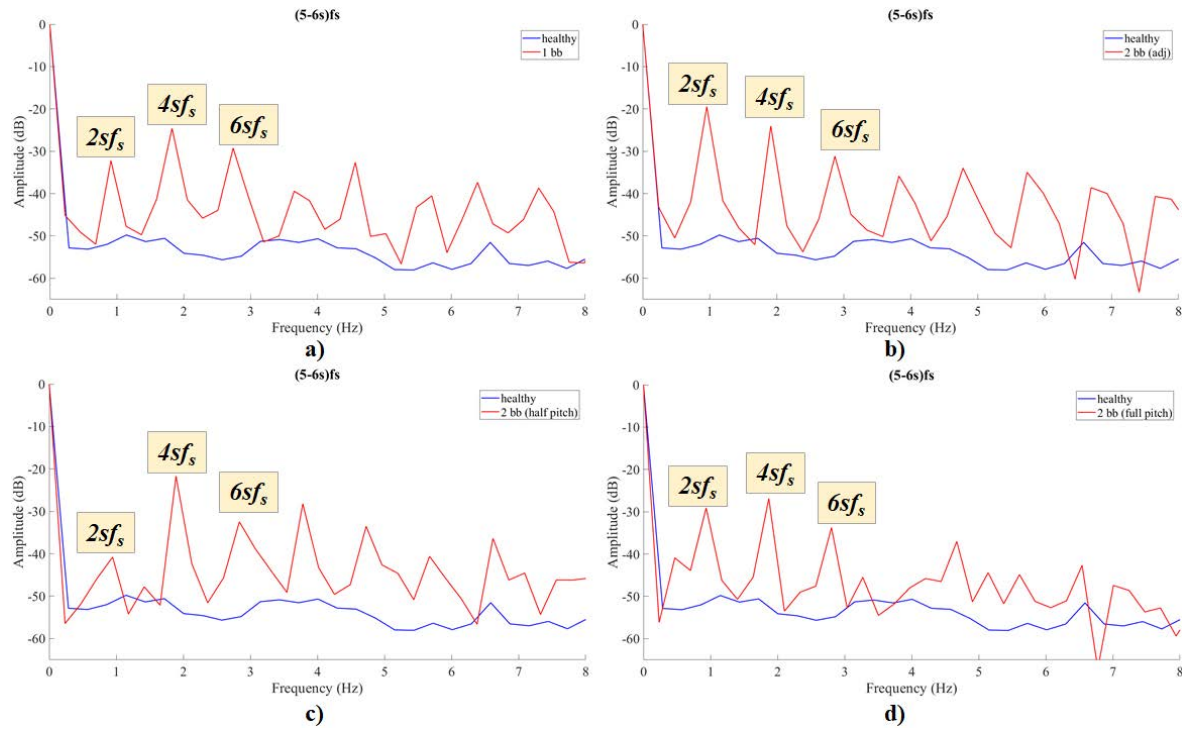 (5-6s)fs
healthy
1 bb
2sfs
4sfs
6sfs
Amplitude (dB)
0
-10
-20
-30
-40
-50
-60
0 1 2 3 4 5 6 7 8
Frequency (Hz)
a)
(5-6s)fs
healthy
2 bb (adj)
2sfs
4sfs
6sfs
Amplitude (dB)
0
-10
-20
-30
-40
-50
-60
0 1 2 3 4 5 6 7 8
Frequency (Hz)
b)
(5-6s)fs
healthy
2 bb (half pitch)
4sfs
6sfs
2sfs
Amplitude (dB)
0
-10
-20
-30
-40
-50
-60
0 1 2 3 4 5 6 7 8
Frequency (Hz)
c)
(5-6s)fs
healthy
2 bb (full pitch)
2sfs
4sfs
6sfs
Amplitude (dB)
0
-10
-20
-30
-40
-50
-60
0 1 2 3 4 5 6 7 8
Frequency (Hz)
d)